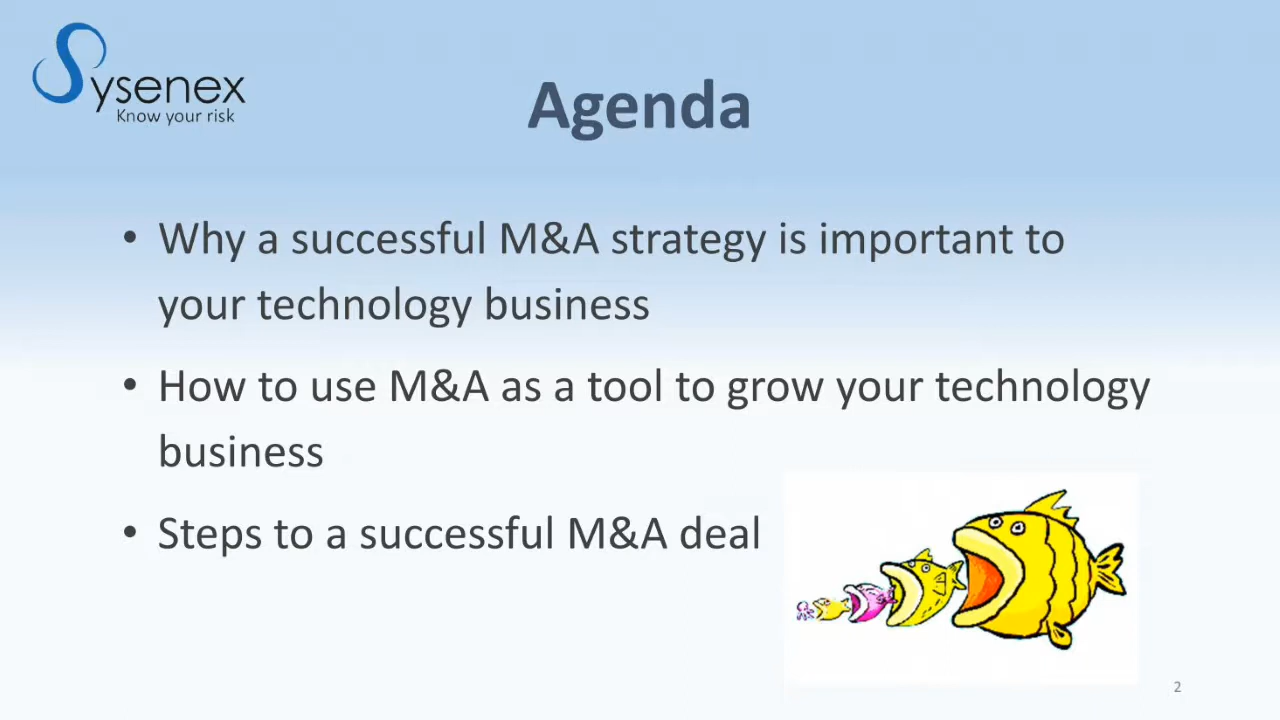 Sysenex
Know your risk
Agenda
• Why a successful M&A strategy is important to
your technology business
• How to use M&A as a tool to grow your technology
business
• Steps to a successful M&A deal
2